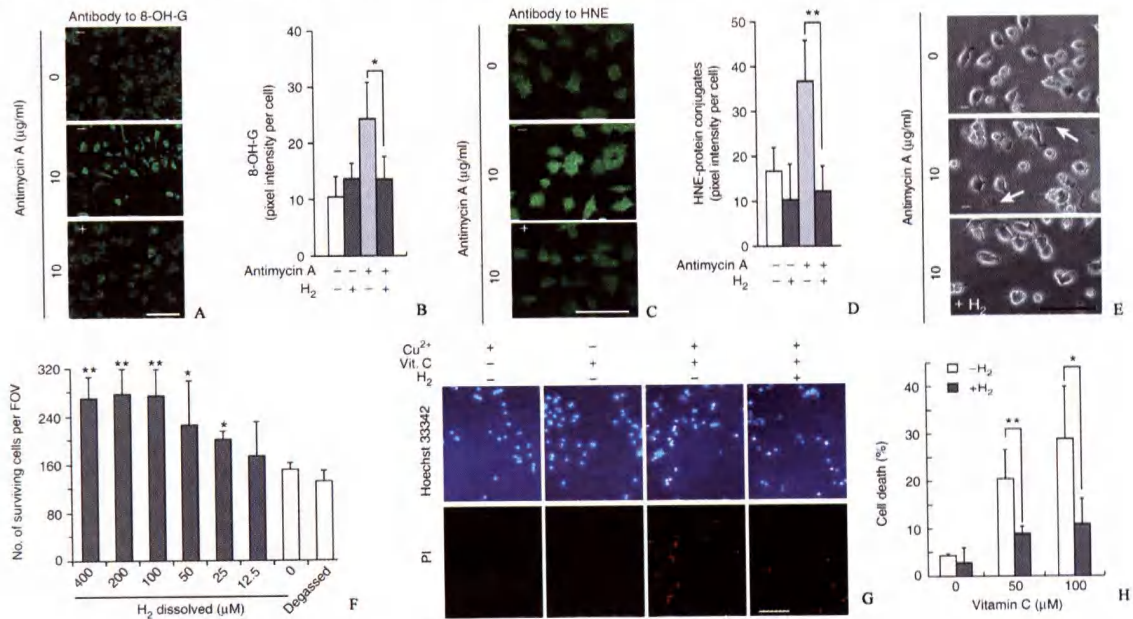 Antibody to 8-OH-G
Antimycin A (µg/ml)
0
–
10
–
10
+
A
8-OH-G
(pixel intensity per cell)
40
30
20
10
0
*
Antimycin A – – + +
H2 – + – +
B
Antibody to HNE
Antimycin A (µg/ml)
0
–
10
–
10
+
C
HNE-protein conjugates
(pixel intensity per cell)
50
40
30
20
10
0
**
Antimycin A – – + +
H2 – + – +
D
Antimycin A (µg/ml)
0
–
10
–
10
+ H2
E
No. of surviving cells per FOV
320
240
160
80
0
** ** ** * *
400 200 100 50 25 12.5 0 Degassed
H2 dissolved (µM)
F
Cu2+ + – + +
Vit. C – + + +
H2 – – – +
Hoechst 33342
PI
G
Cell death (%)
40
30
20
10
0
–H2
+H2
**
*
0 50 100
Vitamin C (µM)
H